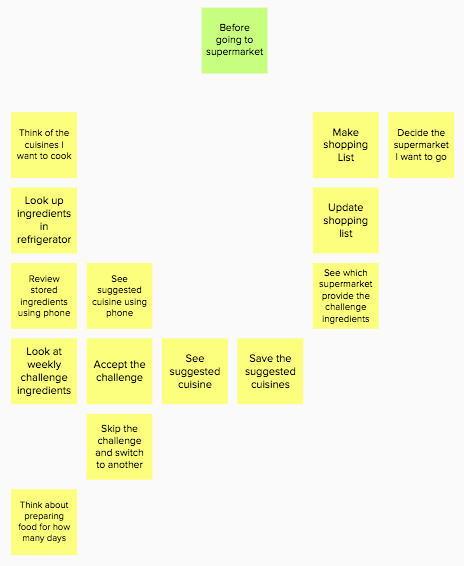 Before
going to
supermarket
Think of the
cuisines I
want to cook
Make
shopping
List
Decide the
supermarket
I want to go
Look up
ingredients
in
refrigerator
Update
shopping
list
Review
stored
ingredients
using phone
See
suggested
cuisine using
phone
See which
supermarket
provide the
challenge
ingredients
Look at
weekly
challenge
ingredients
Accept the
challenge
See
suggested
cuisine
Save the
suggested
cuisines
Skip the
challenge
and switch
to another
Think about
preparing
food for how
many days